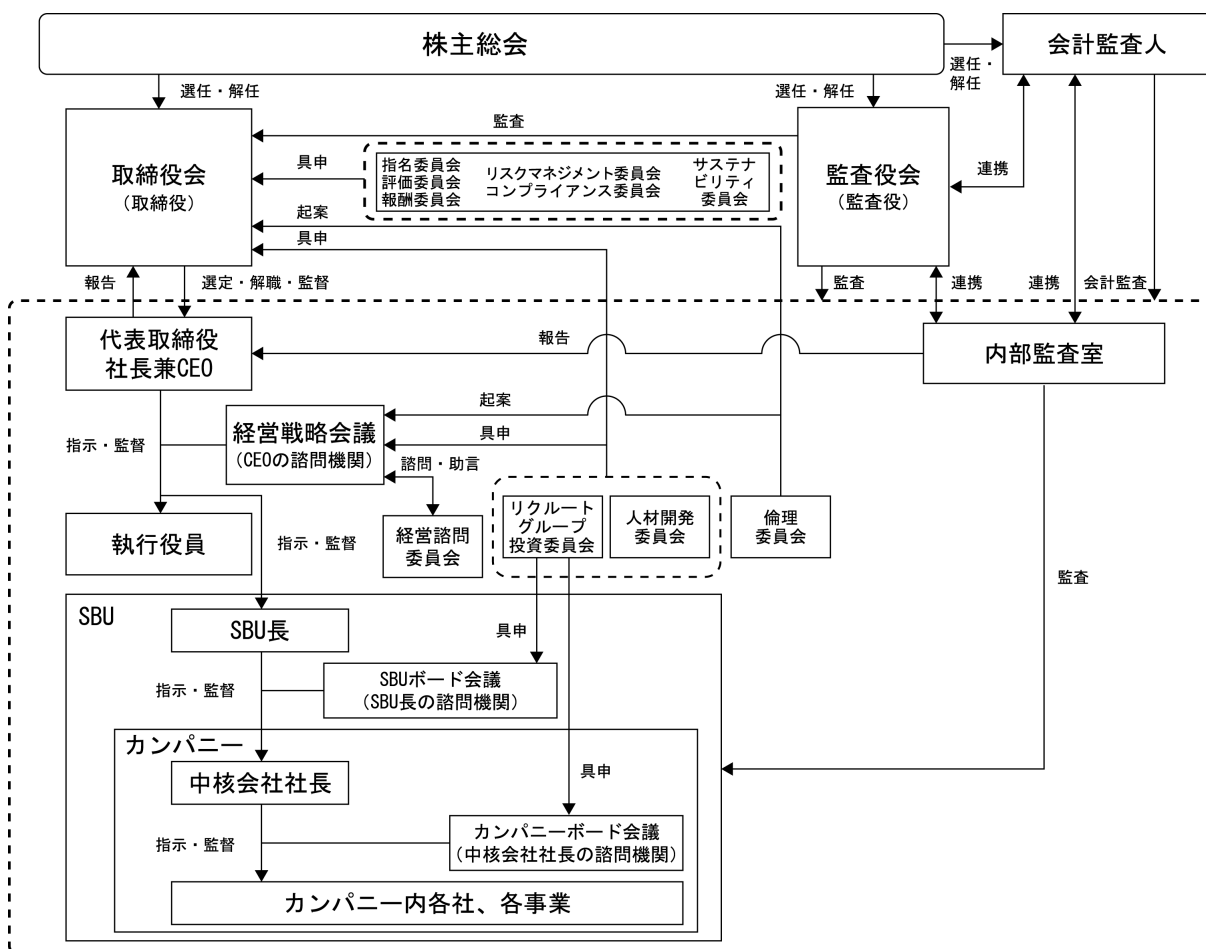 株主総会
会計監査人
選任・
解任
選任・解任
選任・解任
監査
取締役会
(取締役)
具申
指名委員会
評価委員会
報酬委員会
リスクマネジメント委員会
コンプライアンス委員会
サステナ
ビリティ
委員会
監査役会
(監査役)
連携
起案
具申
報告
選定・解職・監督
監査
連携
連携
会計監査
代表取締役
社長兼CEO
報告
内部監査室
起案
経営戦略会議
(CEOの諮問機関)
具申
指示・監督
諮問・助言
執行役員
指示・監督
経営諮問
委員会
リクルート
グループ
投資委員会
人材開発
委員会
倫理
委員会
監査
SBU
SBU長
具申
指示・監督
SBUボード会議
(SBU長の諮問機関)
カンパニー
中核会社社長
具申
指示・監督
カンパニーボード会議
(中核会社社長の諮問機関)
カンパニー内各社、各事業